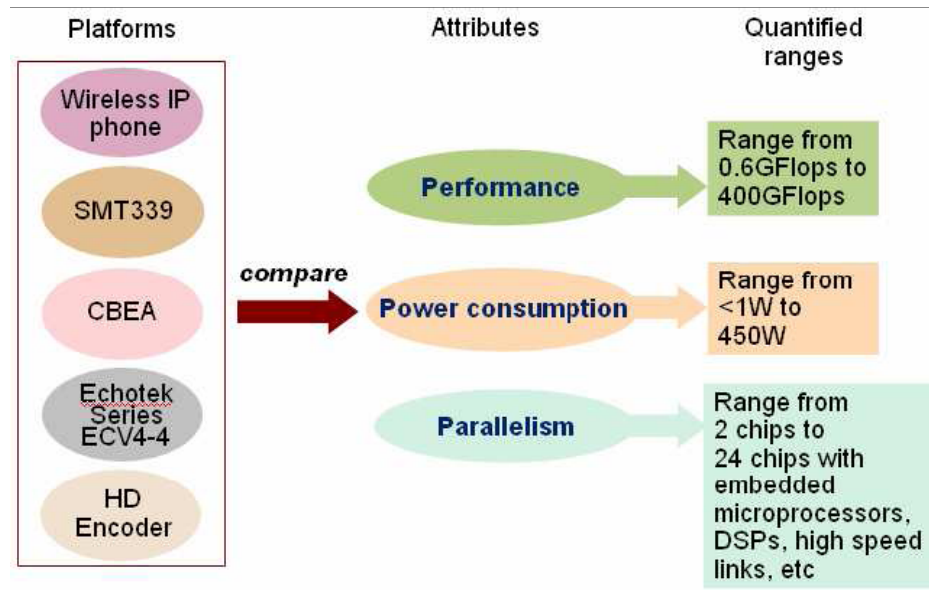 Platforms
Attributes
Quantified
ranges
Wireless IP
phone
SMT339
CBEA
Echotek
Series
ECV4-4
HD
Encoder
compare
Performance
Power consumption
Parallelism
Range from
0.6GFlops to
400GFlops
Range from
<1W to
450W
Range from
2 chips to
24 chips with
embedded
microprocessors,
DSPs, high speed
links, etc